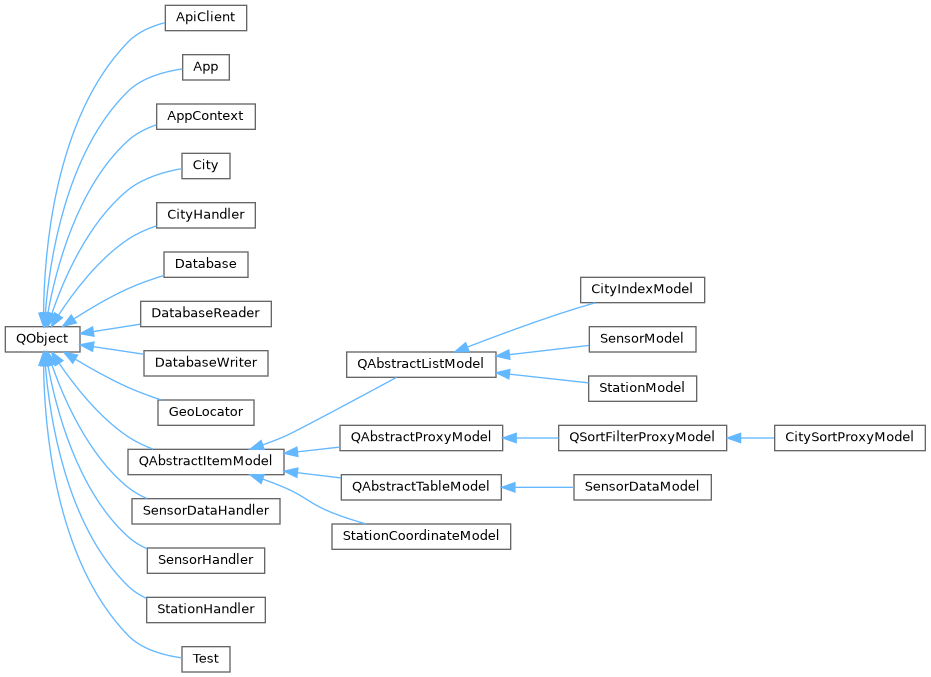 ApiClient
App
AppContext
City
CityHandler
Database
CityIndexModel
DatabaseReader
QObject
SensorModel
DatabaseWriter
QAbstractListModel
StationModel
GeoLocator
QAbstractProxyModel
QSortFilterProxyModel
CitySortProxyModel
QAbstractItemModel
QAbstractTableModel
SensorDataModel
SensorDataHandler
StationCoordinateModel
SensorHandler
StationHandler
Test